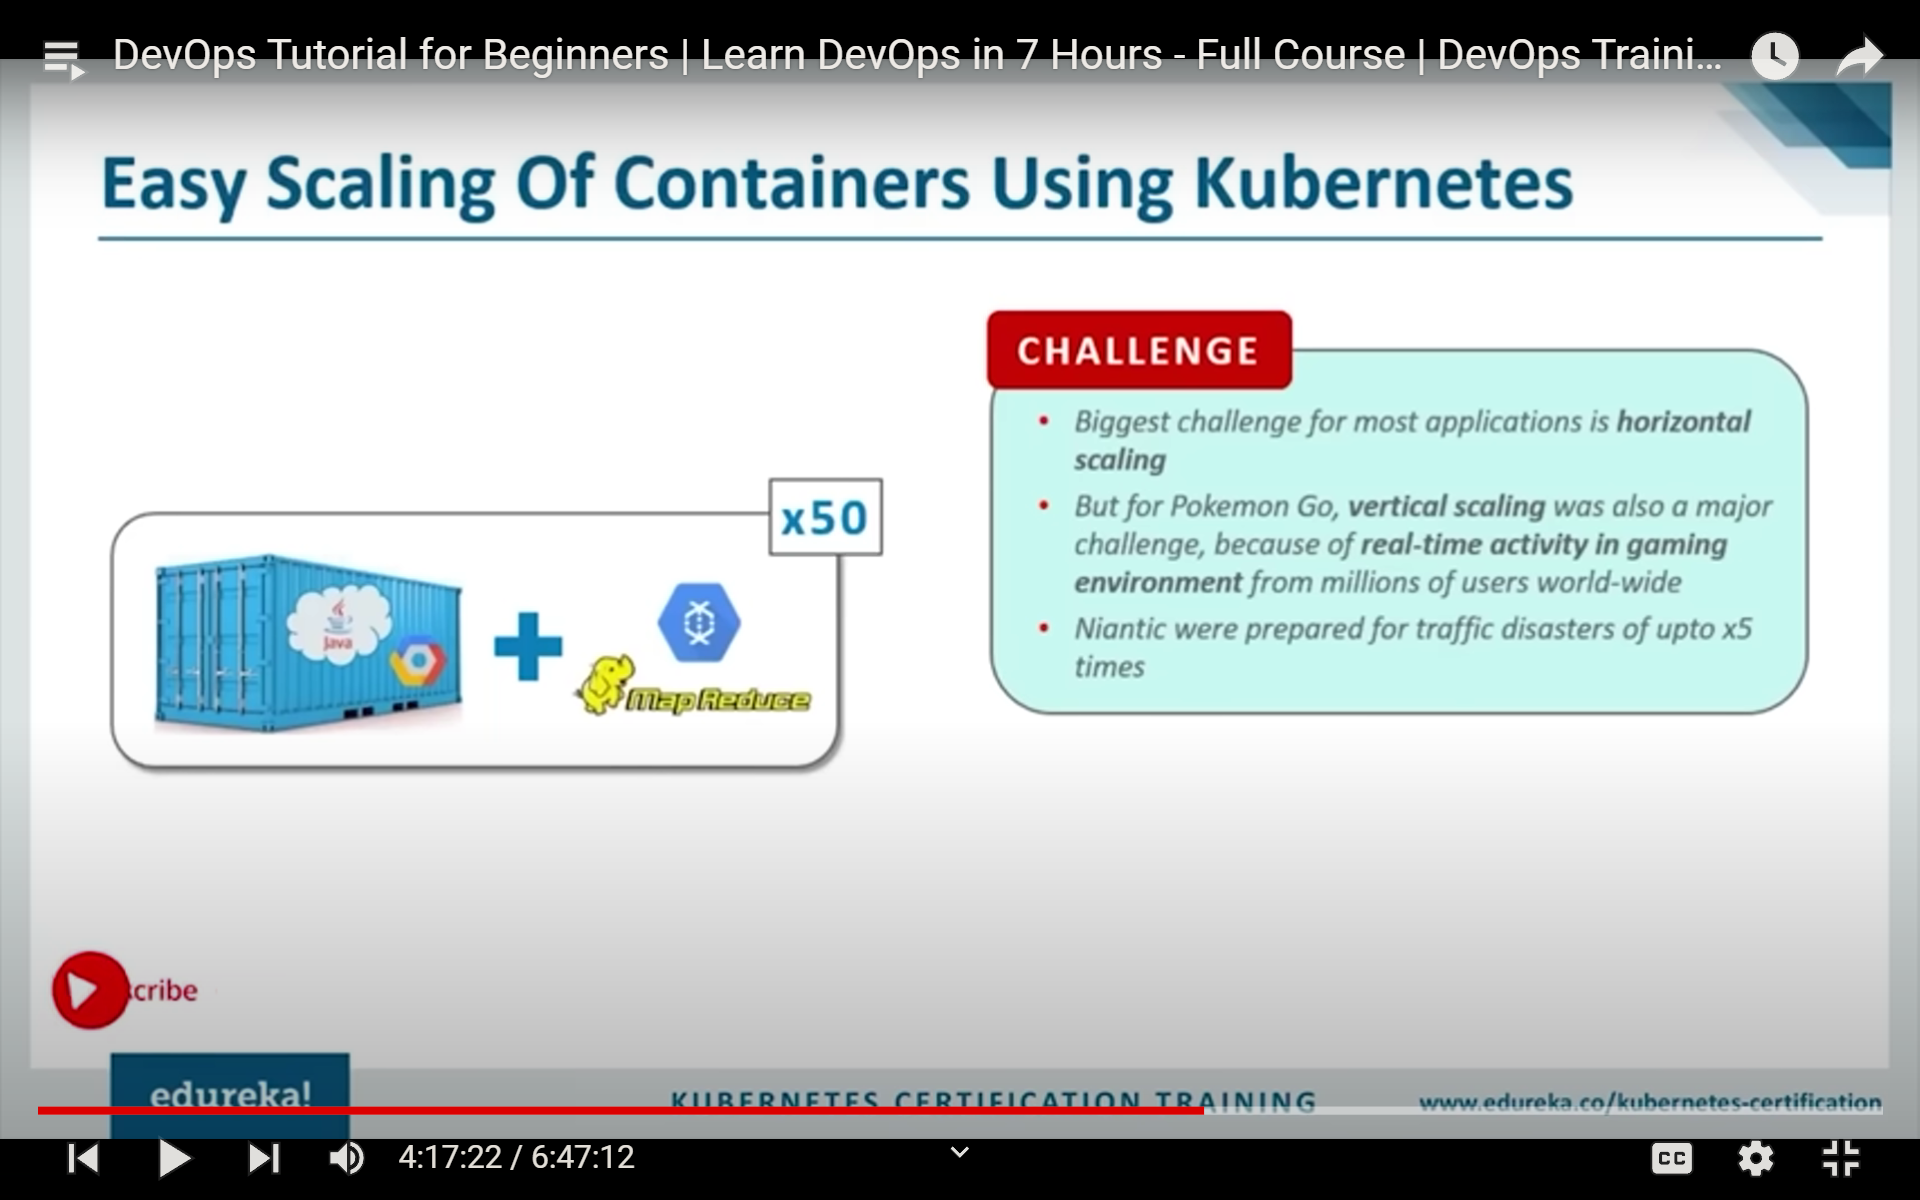 DevOps Tutorial for Beginners | Learn DevOps in 7 Hours - Full Course | DevOps Traini...
Easy Scaling Of Containers Using Kubernetes
CHALLENGE
• Biggest challenge for most applications is horizontal
scaling
• But for Pokemon Go, vertical scaling was also a major
challenge, because of real-time activity in gaming
environment from millions of users world-wide
• Niantic were prepared for traffic disasters of upto x5
times
x50
Java
Map Reduce
cribe
edureka!
KUBERNETES CERTIFICATION TRAINING
www.edureka.co/kubernetes-certification
4:17:22 / 6:47:12
CC